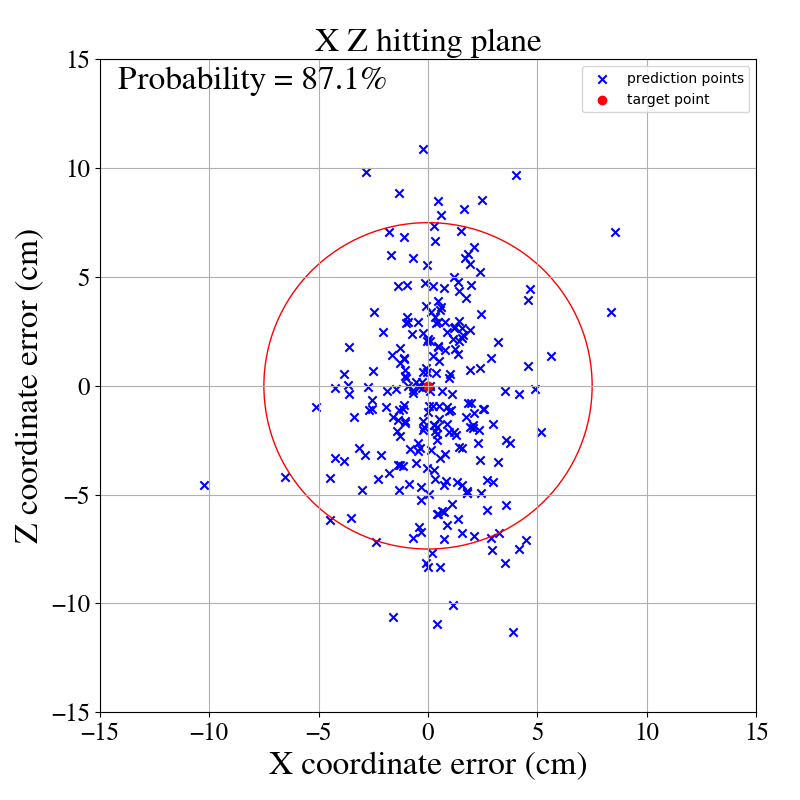 X Z hitting plane
Probability = 87.1%
prediction points
target point
15
10
5
0
−5
−10
−15
Z coordinate error (cm)
−15
−10
−5
0
5
10
15
X coordinate error (cm)